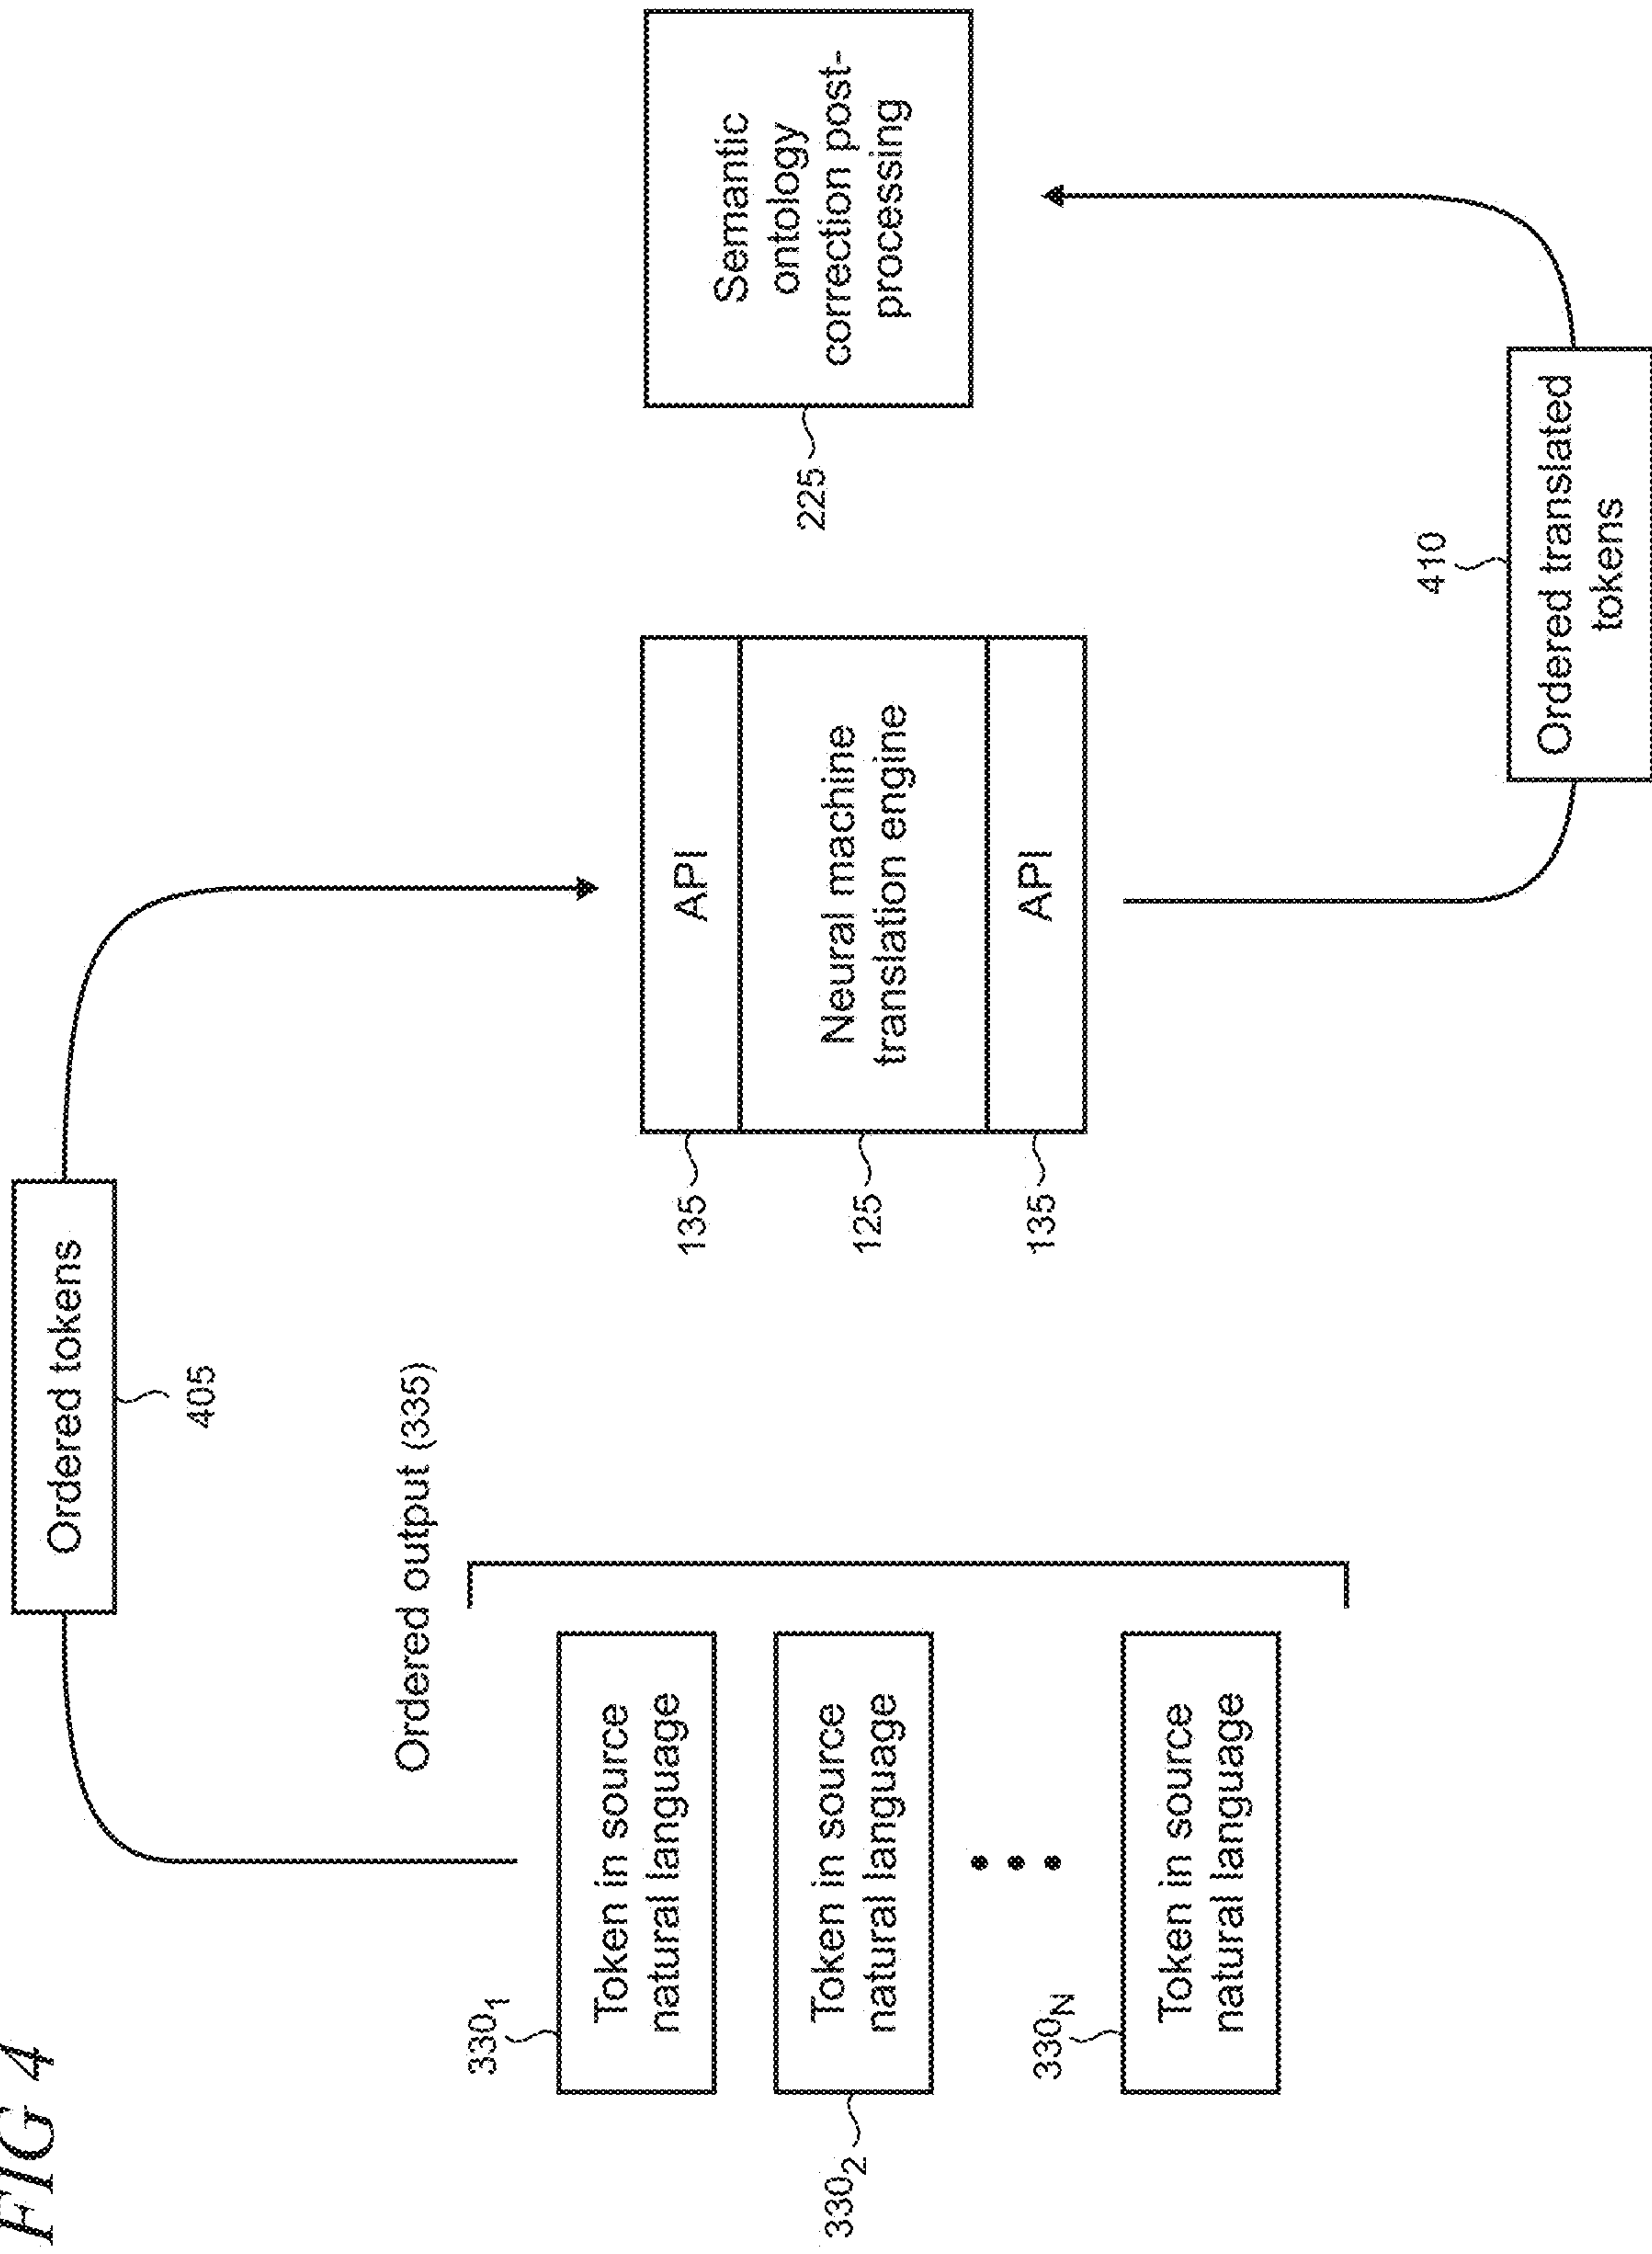 FIG 4
Ordered tokens
405
Ordered output (335)
330₁
Token in source
natural language
330₂
Token in source
natural language
330N
Token in source
natural language
135
API
125
Neural machine
translation engine
135
API
410
Ordered translated
tokens
225
Semantic
ontology
correction post-
processing